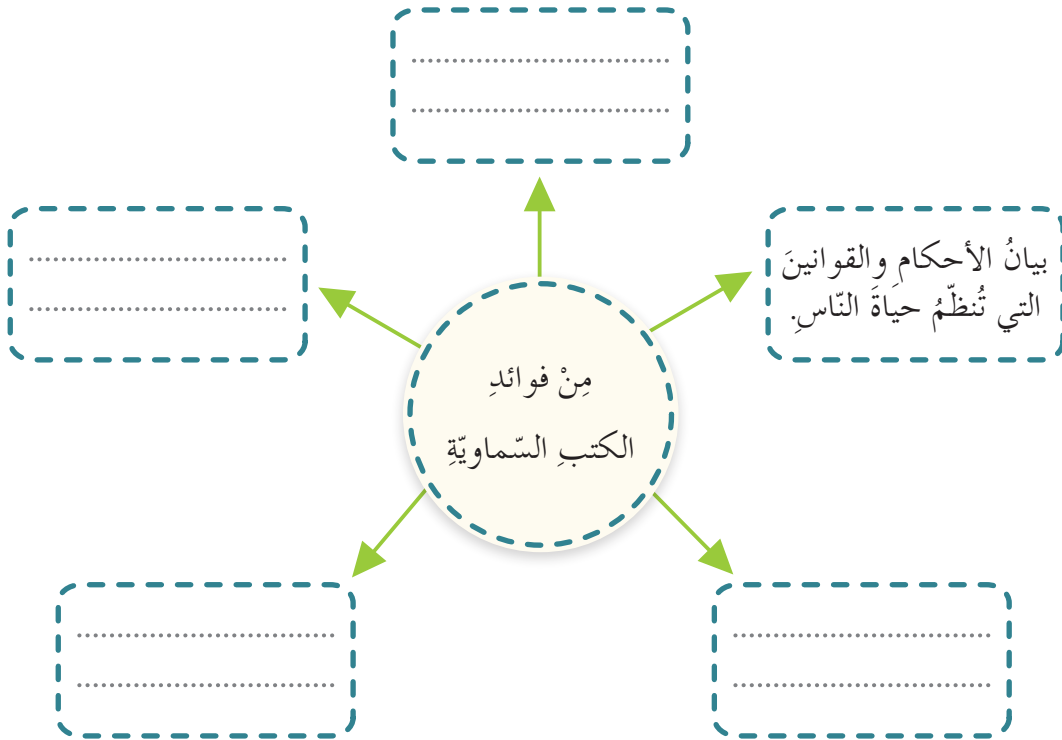 بيانُ الأحكامِ والقوانينَ
التي تُنظّمُ حياةَ النّاسِ.
مِنْ فوائدِ
الكتبِ السّماويّةِ